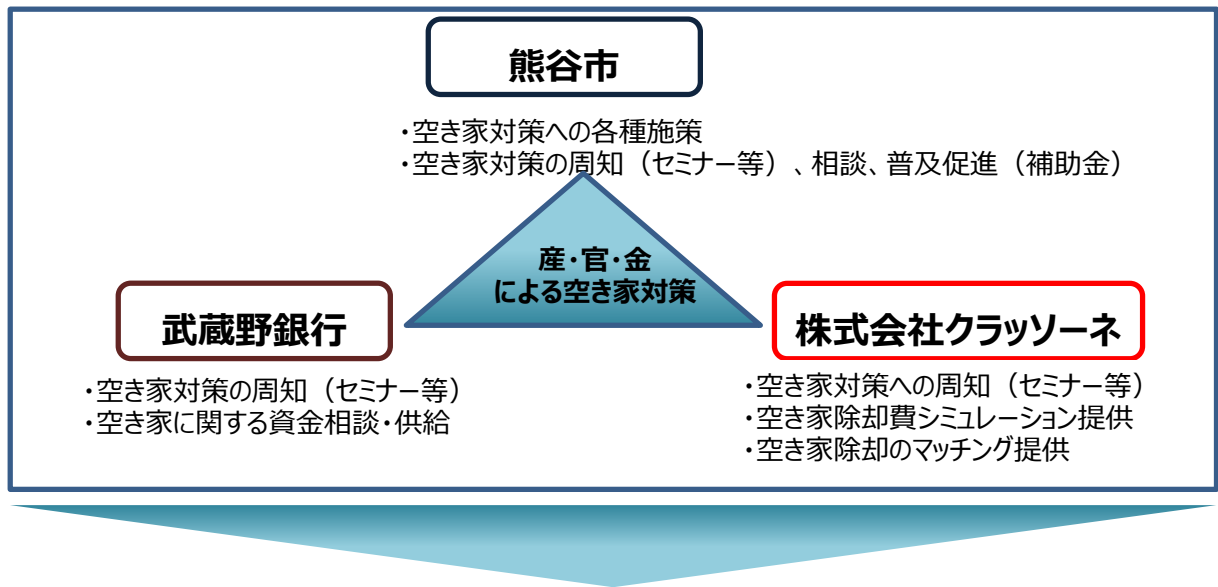 熊谷市
・空き家対策への各種施策
・空き家対策の周知（セミナー等）、相談、普及促進（補助金）
産・官・金
による空き家対策
武蔵野銀行
・空き家対策の周知（セミナー等）
・空き家に関する資金相談・供給
株式会社クラッソーネ
・空き家対策への周知（セミナー等）
・空き家除却費シミュレーション提供
・空き家除却のマッチング提供